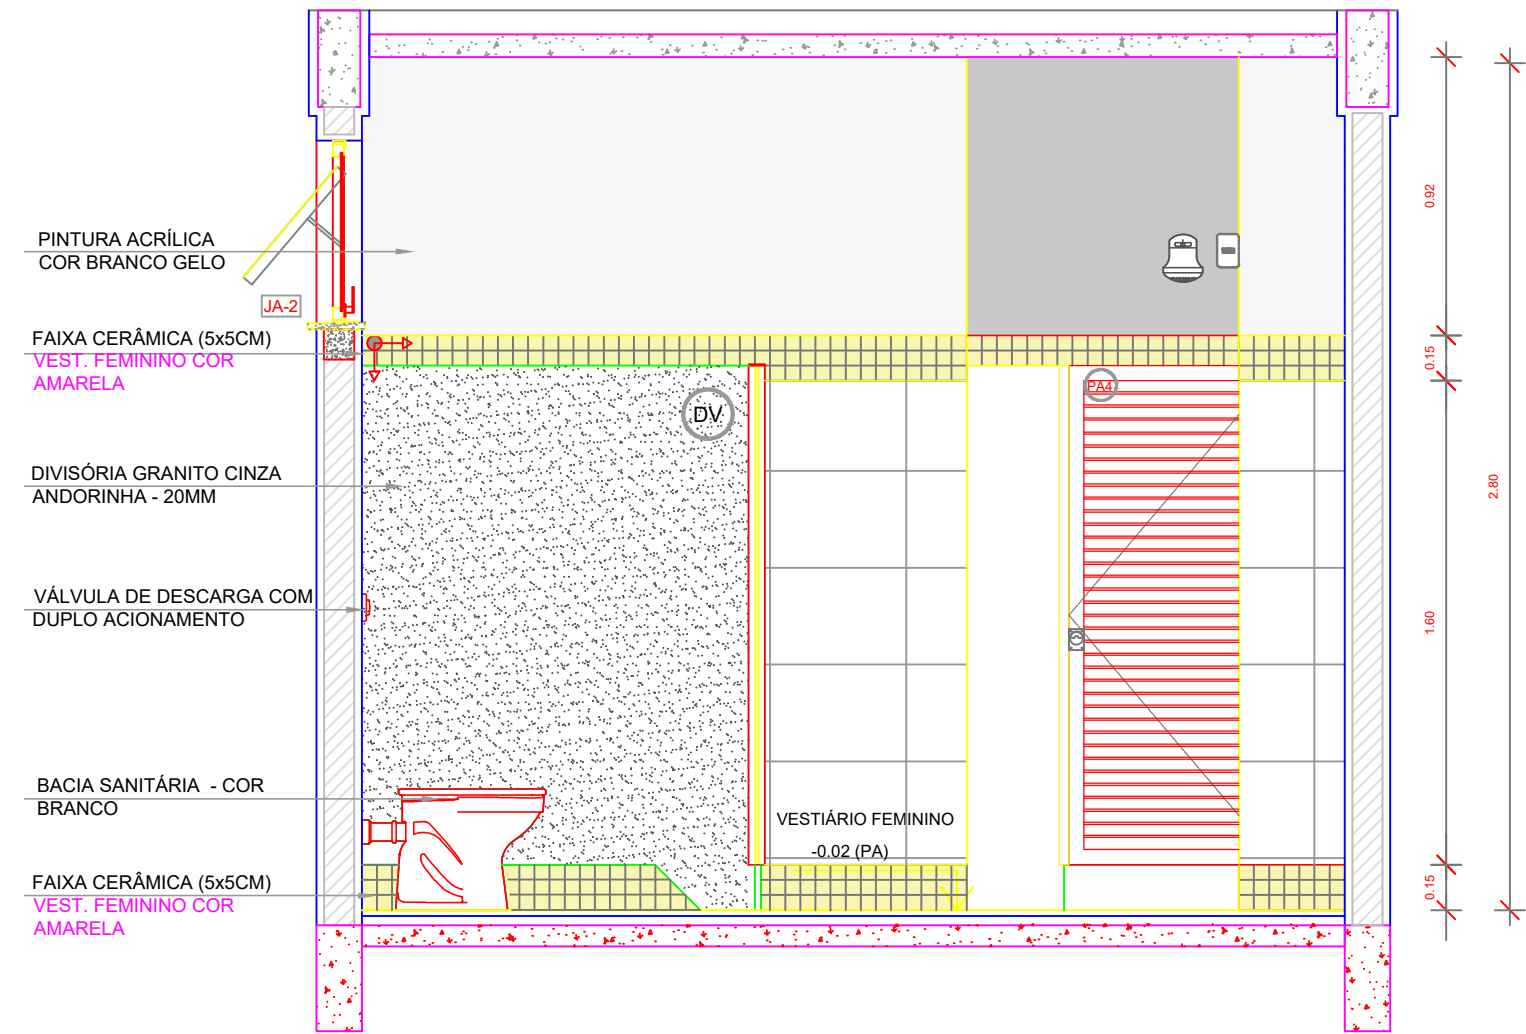 PINTURA ACRÍLICA
COR BRANCO GELO
JA-2
FAIXA CERÂMICA (5x5CM)
VEST. FEMININO COR
AMARELA
DIVISÓRIA GRANITO CINZA
ANDORINHA - 20MM
VÁLVULA DE DESCARGA COM
DUPLO ACIONAMENTO
BACIA SANITÁRIA - COR
BRANCO
FAIXA CERÂMICA (5x5CM)
VEST. FEMININO COR
AMARELA
DV
PA4
VESTIÁRIO FEMININO
-0.02 (PA)
0.92
0.15
1.60
0.15
2.80